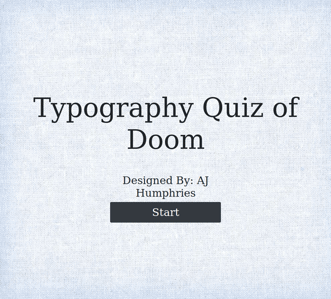 Typography Quiz of
Doom
Designed By: AJ
Humphries
Start